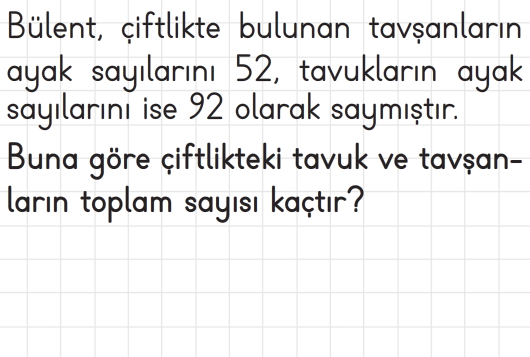 Bülent, çiftlikte bulunan tavşanların
ayak sayılarını 52, tavukların ayak
sayılarını ise 92 olarak saymıştır.
Buna göre çiftlikteki tavuk ve tavşan-
ların toplam sayısı kaçtır?